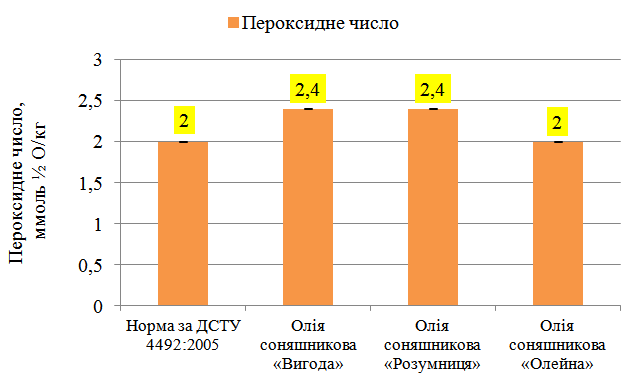 Пероксидне число
Пероксидне число,
ммоль ½ О/кг
3
2,5
2
1,5
1
0,5
0
2
2,4
2,4
2
Норма за ДСТУ
4492:2005
Олія
соняшникова
«Вигода»
Олія
соняшникова
«Розумниця»
Олія
соняшникова
«Олейна»